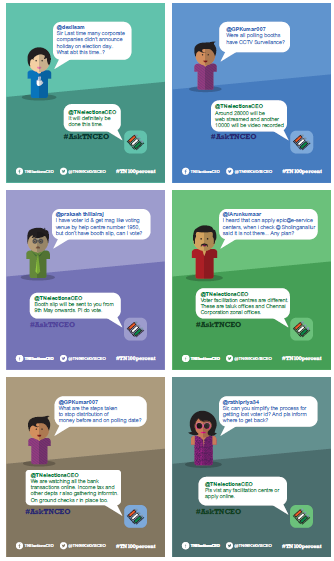 @desileam
Sir Last time many corporate
companies didn't announce
holiday on election day.
What abt this time..?
@TNelectionsCEO
It will definitely be
done this time
#AskTNCEO
TNElectionsCEO
@TNelectionsCEO
#TN100percent
@GPKumar007
Were all polling booths
have CCTV Surveillance?
@TNelectionsCEO
Around 28000 will be
web streamed and another
10000 will be video recorded
#AskTNCEO
TNElectionsCEO
@TNelectionsCEO
#TN100percent
@prakash thillairaj
I have voter id & get msg like voting
venue by help centre number 1950,
but don't have booth slip, can I vote?
@TNelectionsCEO
Booth slip will be sent to you from
9th May onwards. Pl do vote
#AskTNCEO
TNElectionsCEO
@TNelectionsCEO
#TN100percent
@iArunkumaar
I heard that can apply epic@e-service
centers, when i check @Sholinganallur
said it is not there... Any plan?
@TNelectionsCEO
Voter facilitation centres are different.
These are taluk offices and Chennai
Corporation zonal offices.
#AskTNCEO
TNElectionsCEO
@TNelectionsCEO
#TN100percent
@GPKumar007
What are the steps taken
to stop distribution of
money before and on polling date?
@TNelectionsCEO
We are watching all the bank
transactions online. Income tax and
other depts r also gathering informtn.
On ground checks r in place too.
#AskTNCEO
TNElectionsCEO
@TNelectionsCEO
#TN100percent
@rathipriya84
Sir, can you simplify the process for
getting lost voter id? And pls inform
where to get back?
@TNelectionsCEO
Pls visit any facilitation centre or
apply online.
#AskTNCEO
TNElectionsCEO
@TNelectionsCEO
#TN100percent